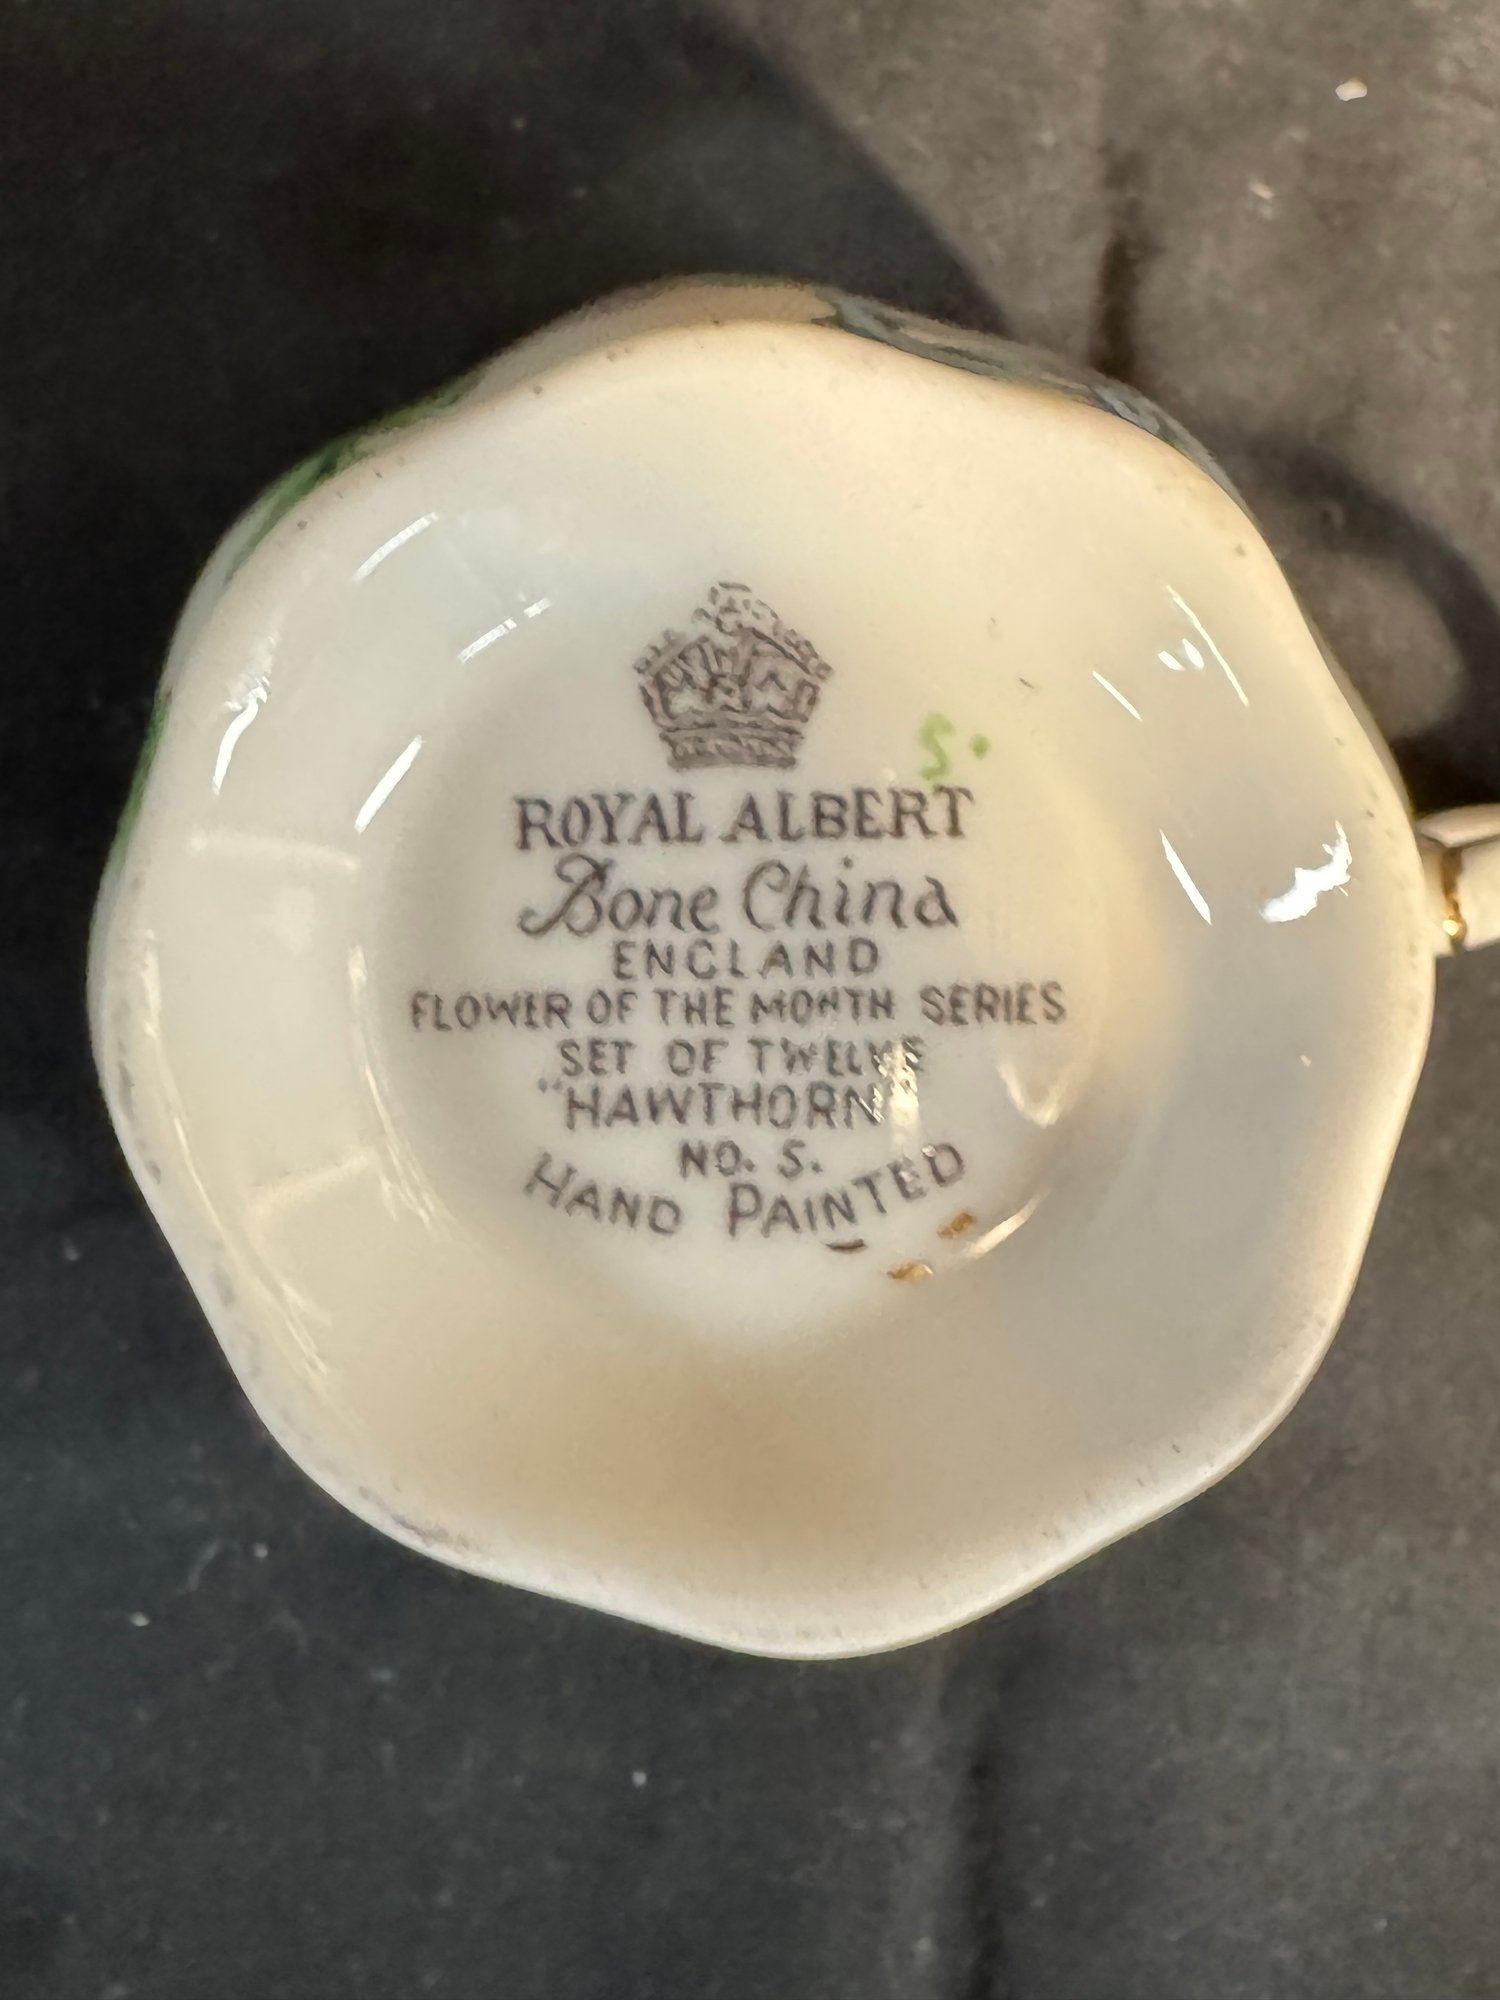 S.
ROYAL ALBERT
Bone China
ENGLAND
FLOWER OF THE MONTH SERIES
SET OF TWELVE
"HAWTHORN"
NO. 5.
HAND PAINTED